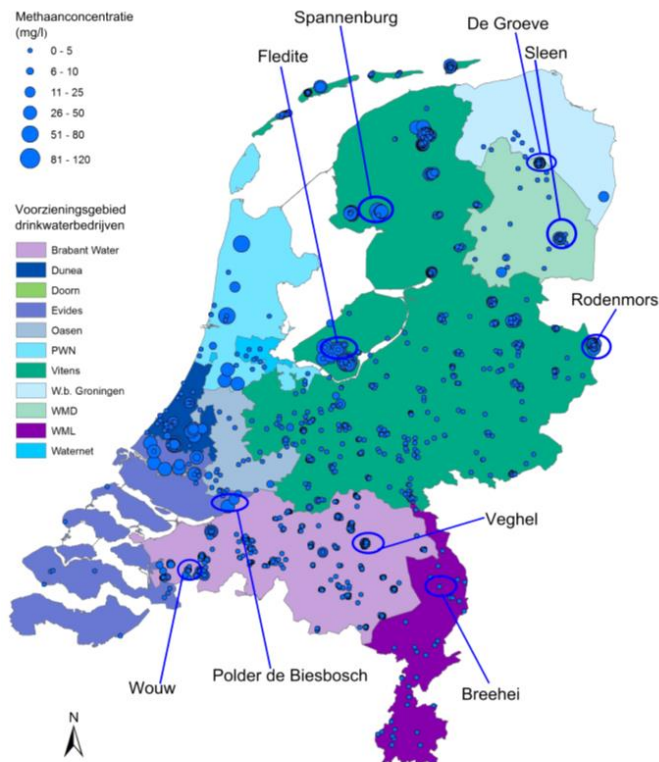 Methaanconcentratie
(mg/l)
0 - 5
6 - 10
11 - 25
26 - 50
51 - 80
81 - 120
Voorzieningsgebied
drinkwaterbedrijven
Brabant Water
Dunea
Doorn
Evides
Oasen
PWN
Vitens
W.b. Groningen
WMD
WML
Waternet
Spannenburg
De Groeve
Fledite
Sleen
Rodenmors
Veghel
Wouw
Polder de Biesbosch
Breehei
N